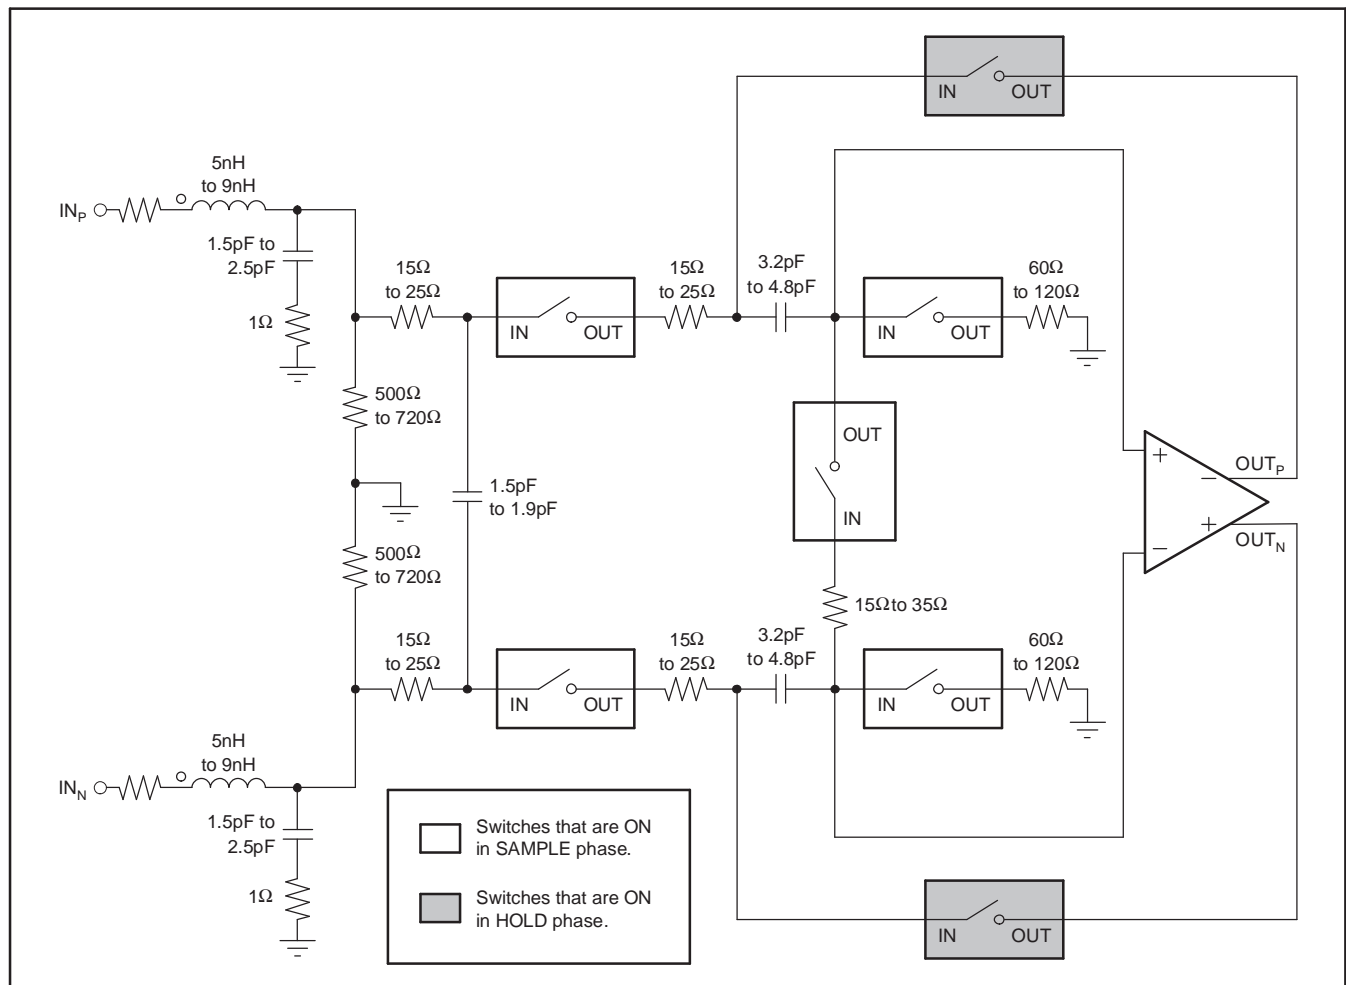 IN OUT
5nH
to 9nH
INP
1.5pF to
2.5pF
1Ω
15Ω
to 25Ω
IN OUT
15Ω
to 25Ω
3.2pF
to 4.8pF
IN OUT
60Ω
to 120Ω
500Ω
to 720Ω
OUT
IN
1.5pF
to 1.9pF
+
−
−
+
OUTP
OUTN
500Ω
to 720Ω
15Ω to 35Ω
15Ω
to 25Ω
IN OUT
15Ω
to 25Ω
3.2pF
to 4.8pF
IN OUT
60Ω
to 120Ω
5nH
to 9nH
INN
1.5pF to
2.5pF
1Ω
Switches that are ON
in SAMPLE phase.
Switches that are ON
in HOLD phase.
IN OUT